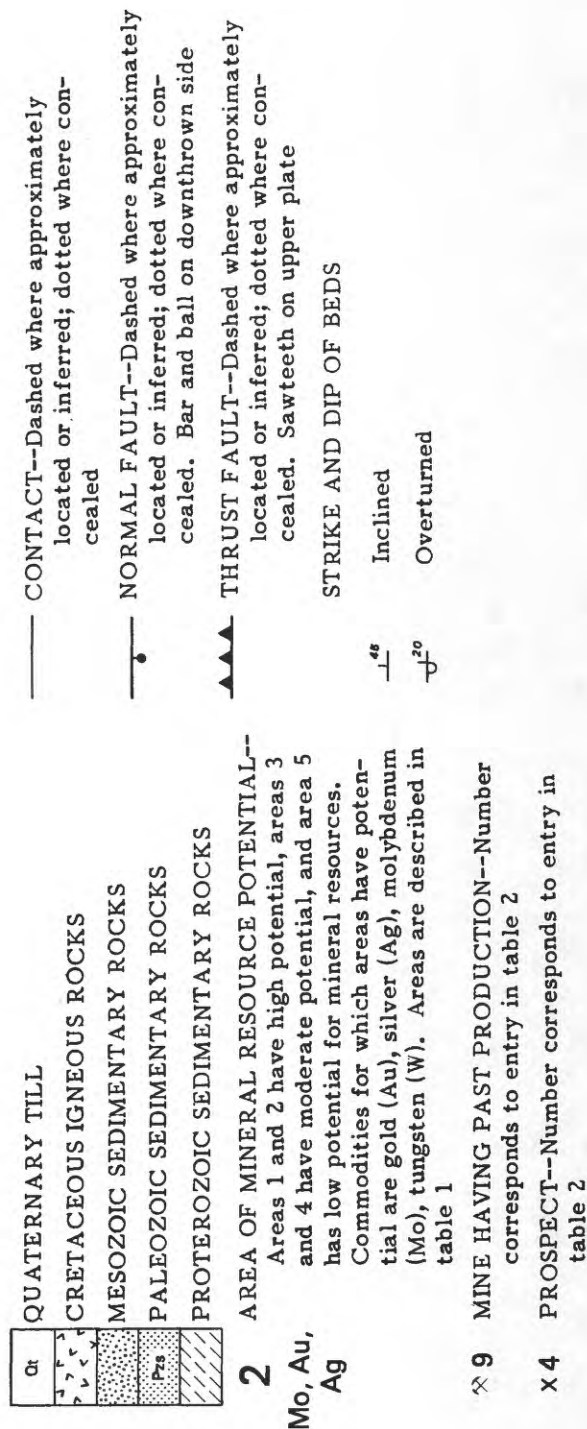 Qt QUATERNARY TILL
CRETACEOUS IGNEOUS ROCKS
MESOZOIC SEDIMENTARY ROCKS
Pzs PALEOZOIC SEDIMENTARY ROCKS
PROTEROZOIC SEDIMENTARY ROCKS
2 AREA OF MINERAL RESOURCE POTENTIAL--
Mo, Au,
Ag
Areas 1 and 2 have high potential, areas 3
and 4 have moderate potential, and area 5
has low potential for mineral resources.
Commodities for which areas have poten-
tial are gold (Au), silver (Ag), molybdenum
(Mo), tungsten (W). Areas are described in
table 1
9 MINE HAVING PAST PRODUCTION--Number
corresponds to entry in table 2
x 4 PROSPECT--Number corresponds to entry in
table 2
CONTACT--Dashed where approximately
located or inferred; dotted where con-
cealed
NORMAL FAULT--Dashed where approximately
located or inferred; dotted where con-
cealed. Bar and ball on downthrown side
THRUST FAULT--Dashed where approximately
located or inferred; dotted where con-
cealed. Sawteeth on upper plate
STRIKE AND DIP OF BEDS
48 Inclined
20 Overturned